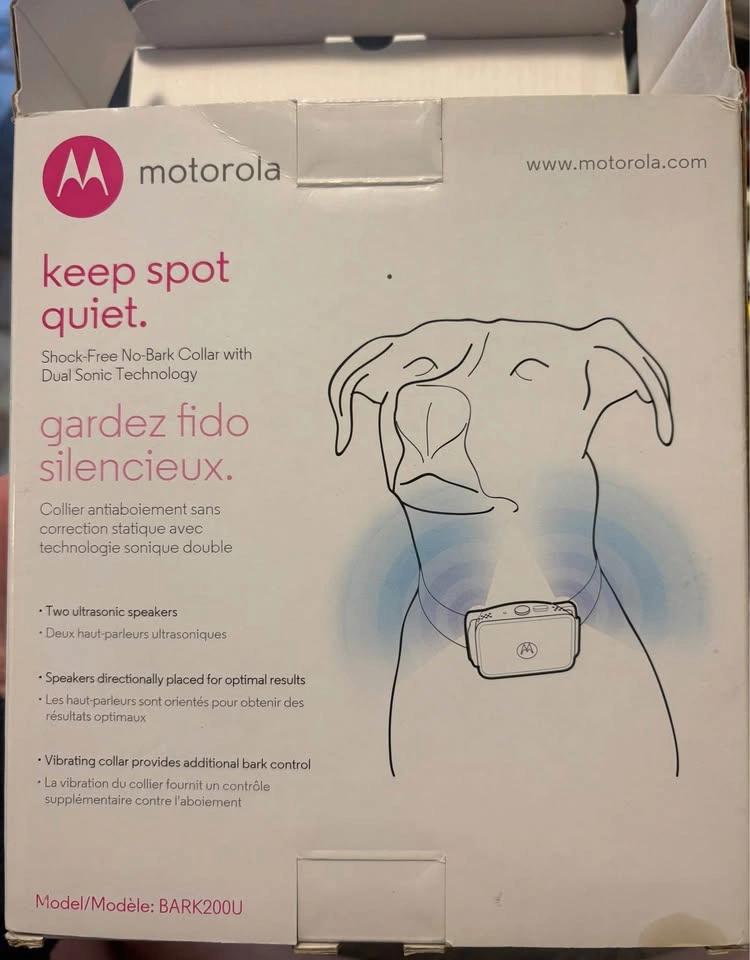 motorola
www.motorola.com
keep spot
quiet.
Shock-Free No-Bark Collar with
Dual Sonic Technology
gardez fido
silencieux.
Collier antiaboiement sans
correction statique avec
technologie sonique double
• Two ultrasonic speakers
• Deux haut-parleurs ultrasoniques
• Speakers directionally placed for optimal results
• Les haut-parleurs sont orientés pour obtenir des
résultats optimaux
• Vibrating collar provides additional bark control
• La vibration du collier fournit un contrôle
supplémentaire contre l'aboiement
Model/Modèle: BARK200U